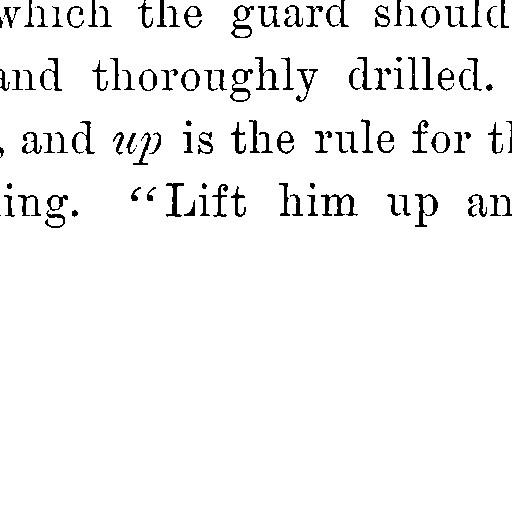 which the guard should
and thoroughly drilled.
, and up is the rule for th
ing. “Lift him up an